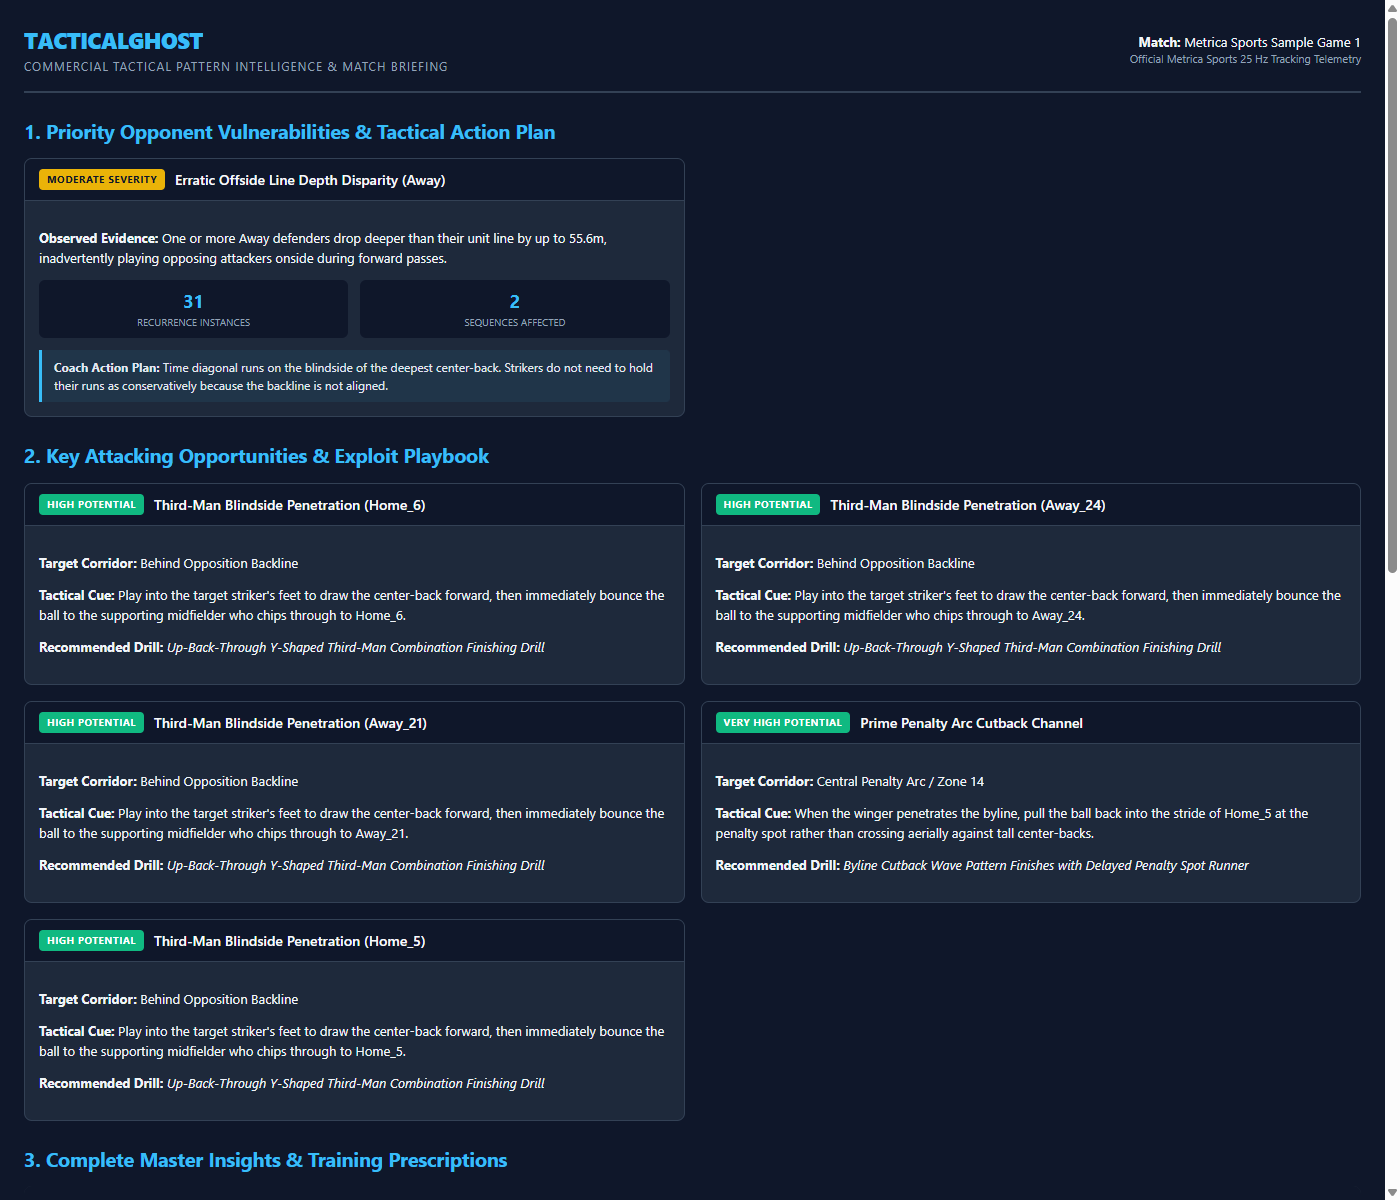 TACTICALGHOST
COMMERCIAL TACTICAL PATTERN INTELLIGENCE & MATCH BRIEFING
Match: Metrica Sports Sample Game 1
Official Metrica Sports 25 Hz Tracking Telemetry
1. Priority Opponent Vulnerabilities & Tactical Action Plan
MODERATE SEVERITY Erratic Offside Line Depth Disparity (Away)
Observed Evidence: One or more Away defenders drop deeper than their unit line by up to 55.6m,
inadvertently playing opposing attackers onside during forward passes.
31
RECURRENCE INSTANCES
2
SEQUENCES AFFECTED
Coach Action Plan: Time diagonal runs on the blindside of the deepest center-back. Strikers do not need to hold
their runs as conservatively because the backline is not aligned.
2. Key Attacking Opportunities & Exploit Playbook
HIGH POTENTIAL Third-Man Blindside Penetration (Home_6)
Target Corridor: Behind Opposition Backline
Tactical Cue: Play into the target striker's feet to draw the center-back forward, then immediately bounce the
ball to the supporting midfielder who chips through to Home_6.
Recommended Drill: Up-Back-Through Y-Shaped Third-Man Combination Finishing Drill
HIGH POTENTIAL Third-Man Blindside Penetration (Away_24)
Target Corridor: Behind Opposition Backline
Tactical Cue: Play into the target striker's feet to draw the center-back forward, then immediately bounce the
ball to the supporting midfielder who chips through to Away_24.
Recommended Drill: Up-Back-Through Y-Shaped Third-Man Combination Finishing Drill
HIGH POTENTIAL Third-Man Blindside Penetration (Away_21)
Target Corridor: Behind Opposition Backline
Tactical Cue: Play into the target striker's feet to draw the center-back forward, then immediately bounce the
ball to the supporting midfielder who chips through to Away_21.
Recommended Drill: Up-Back-Through Y-Shaped Third-Man Combination Finishing Drill
VERY HIGH POTENTIAL Prime Penalty Arc Cutback Channel
Target Corridor: Central Penalty Arc / Zone 14
Tactical Cue: When the winger penetrates the byline, pull the ball back into the stride of Home_5 at the
penalty spot rather than crossing aerially against tall center-backs.
Recommended Drill: Byline Cutback Wave Pattern Finishes with Delayed Penalty Spot Runner
HIGH POTENTIAL Third-Man Blindside Penetration (Home_5)
Target Corridor: Behind Opposition Backline
Tactical Cue: Play into the target striker's feet to draw the center-back forward, then immediately bounce the
ball to the supporting midfielder who chips through to Home_5.
Recommended Drill: Up-Back-Through Y-Shaped Third-Man Combination Finishing Drill
3. Complete Master Insights & Training Prescriptions